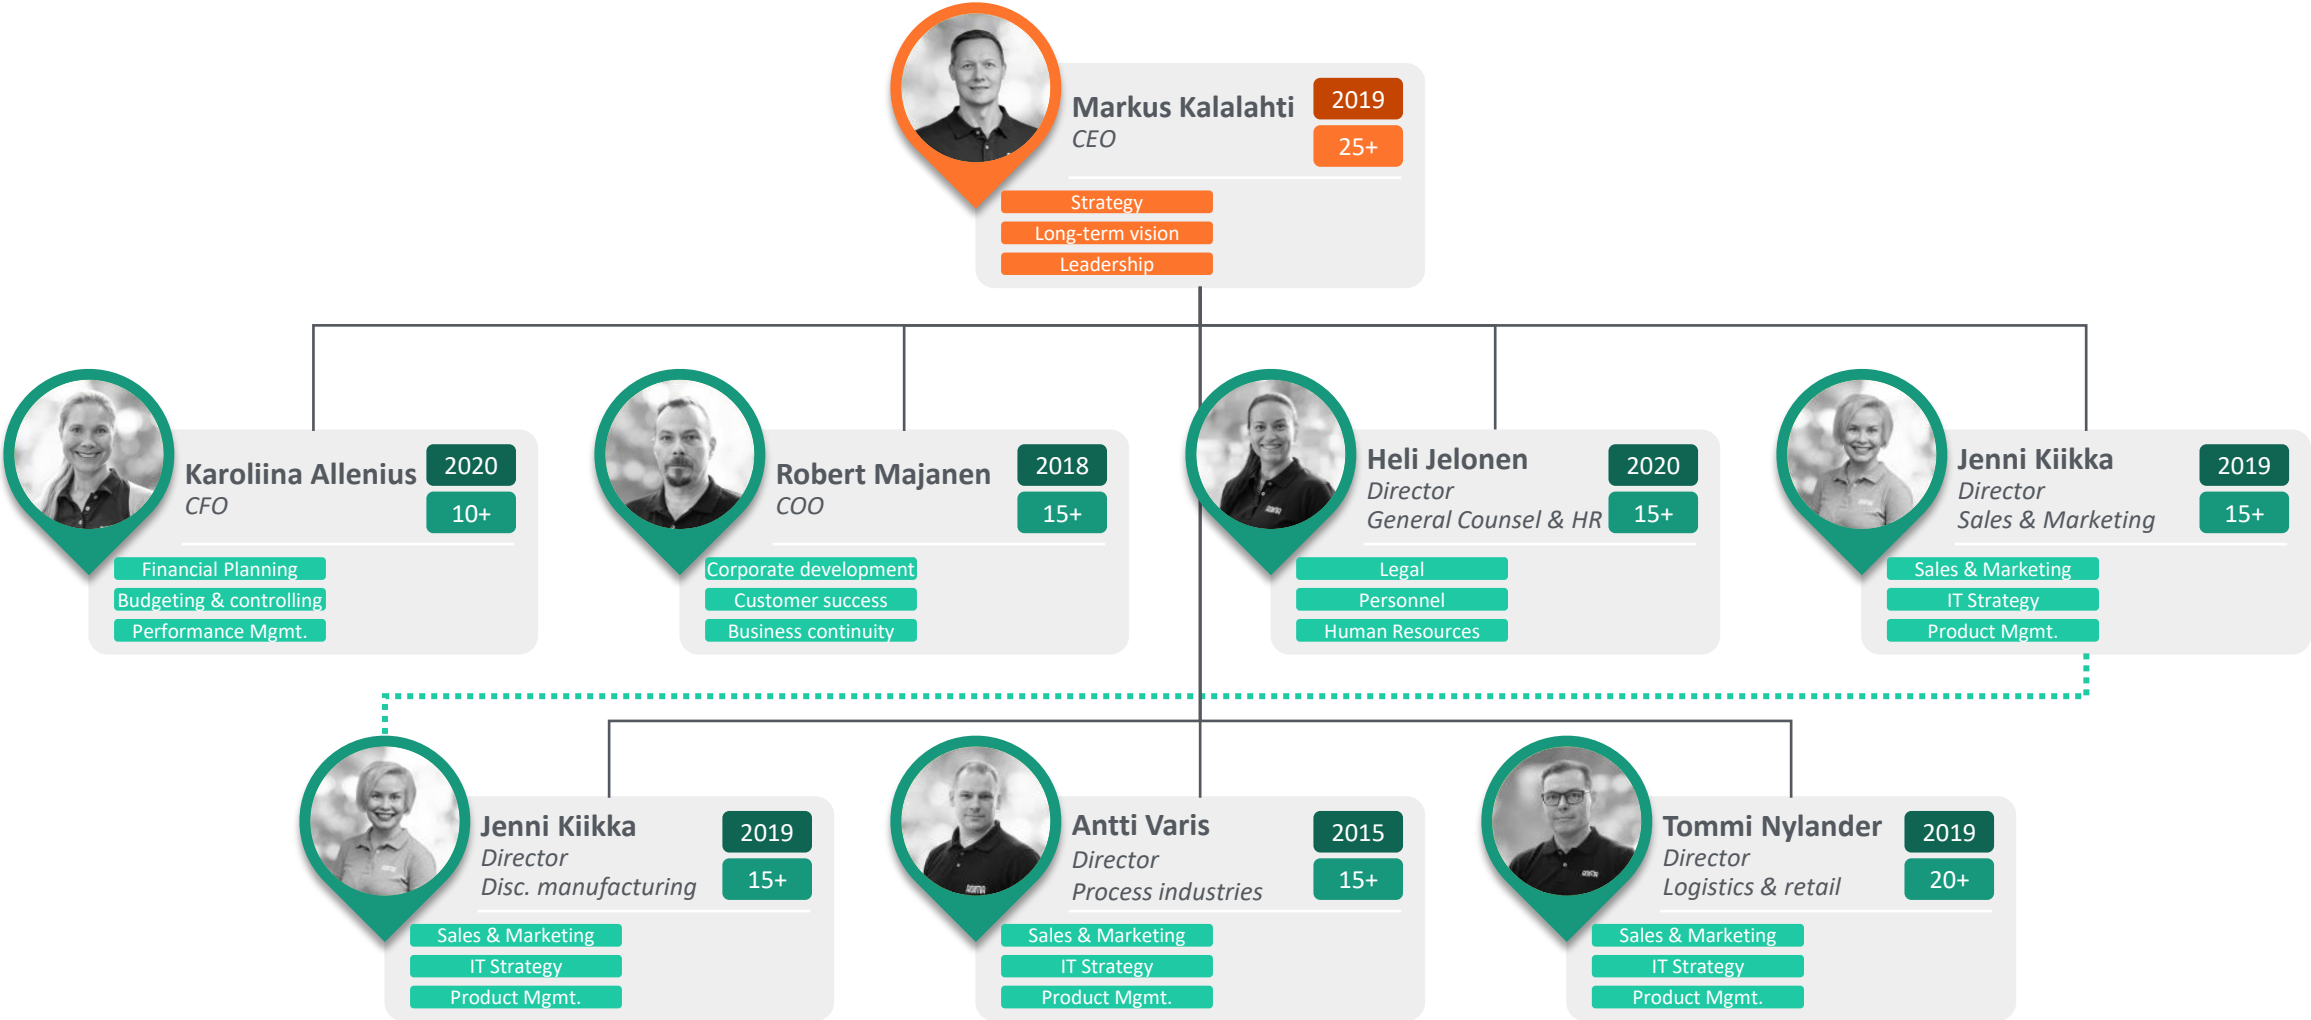 Markus Kalalahti
CEO
2019
25+
Strategy
Long-term vision
Leadership
Karoliina Allenius
CFO
2020
10+
Financial Planning
Budgeting & controlling
Performance Mgmt.
Robert Majanen
COO
2018
15+
Corporate development
Customer success
Business continuity
Heli Jelonen
Director
General Counsel & HR
2020
15+
Legal
Personnel
Human Resources
Jenni Kiikka
Director
Sales & Marketing
2019
15+
Sales & Marketing
IT Strategy
Product Mgmt.
Jenni Kiikka
Director
Disc. manufacturing
2019
15+
Sales & Marketing
IT Strategy
Product Mgmt.
Antti Varis
Director
Process industries
2015
15+
Sales & Marketing
IT Strategy
Product Mgmt.
Tommi Nylander
Director
Logistics & retail
2019
20+
Sales & Marketing
IT Strategy
Product Mgmt.